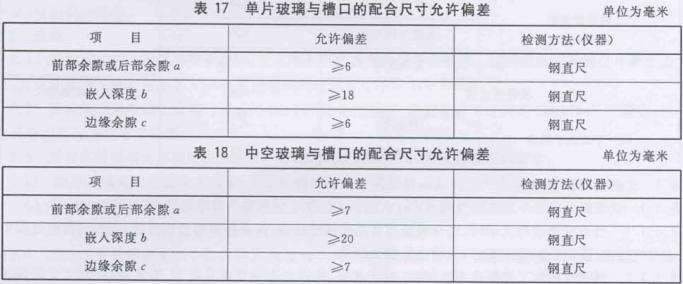 表 17 单片玻璃与槽口的配合尺寸允许偏差 单位为毫米
项 目 允许偏差 检测方法(仪器)
前部余隙或后部余隙 a ≥6 钢直尺
嵌入深度 b ≥18 钢直尺
边缘余隙 c ≥6 钢直尺
表 18 中空玻璃与槽口的配合尺寸允许偏差 单位为毫米
项 目 允许偏差 检测方法(仪器)
前部余隙或后部余隙 a ≥7 钢直尺
嵌入深度 b ≥20 钢直尺
边缘余隙 c ≥7 钢直尺